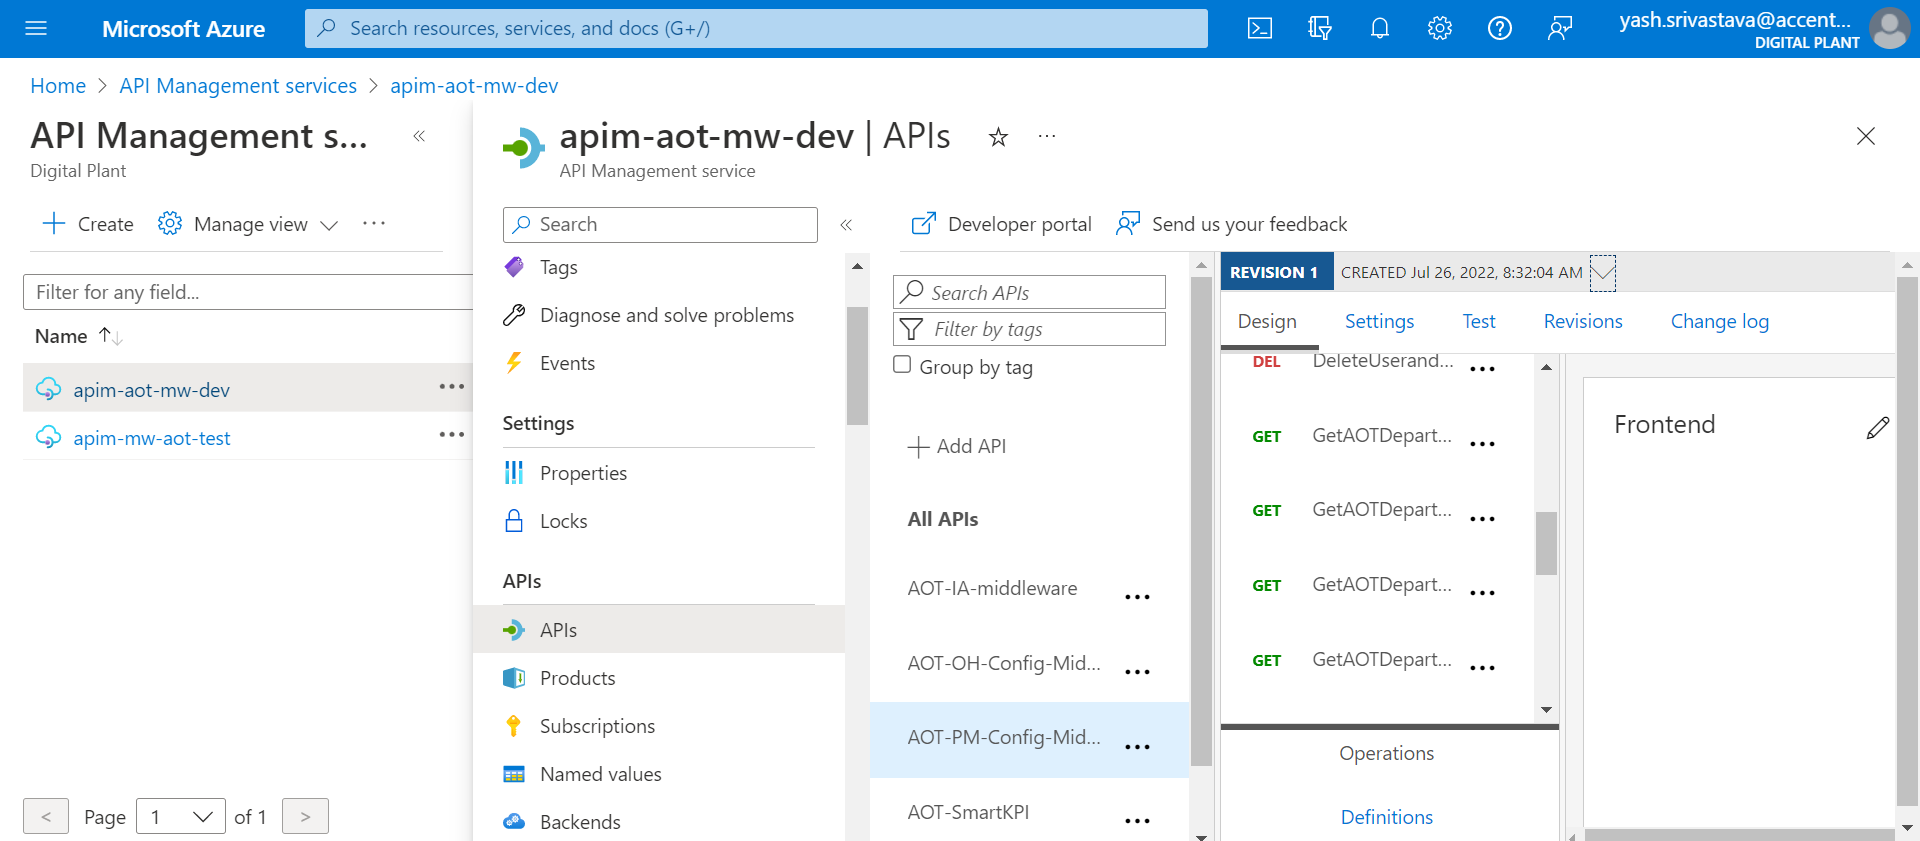 Microsoft Azure
Search resources, services, and docs (G+/)
yash.srivastava@accent...
DIGITAL PLANT
Home > API Management services > apim-aot-mw-dev
API Management s...
Digital Plant
Create
Manage view
Filter for any field...
Name
apim-aot-mw-dev
apim-mw-aot-test
< Page 1 of 1 >
apim-aot-mw-dev | APIs
API Management service
Search
Tags
Diagnose and solve problems
Events
Settings
Properties
Locks
APIs
APIs
Products
Subscriptions
Named values
Backends
Developer portal
Send us your feedback
Search APIs
Filter by tags
Group by tag
Add API
All APIs
AOT-IA-middleware
AOT-OH-Config-Mid...
AOT-PM-Config-Mid...
AOT-SmartKPI
REVISION 1 CREATED Jul 26, 2022, 8:32:04 AM
Design Settings Test Revisions Change log
DEL DeleteUserand...
GET GetAOTDepart...
GET GetAOTDepart...
GET GetAOTDepart...
GET GetAOTDepart...
Operations
Definitions
Frontend